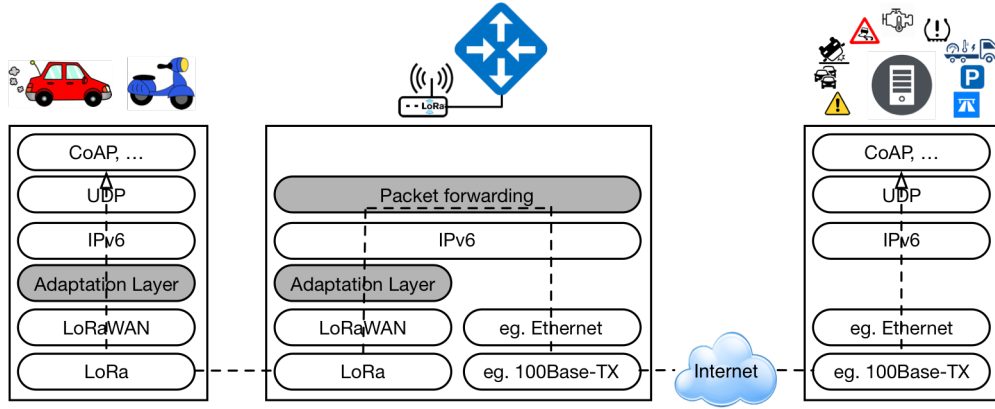 LoRa
P
CoAP, …
UDP
IPv6
Adaptation Layer
LoRaWAN
LoRa
Packet forwarding
IPv6
Adaptation Layer
LoRaWAN
eg. Ethernet
LoRa
eg. 100Base-TX
Internet
CoAP, …
UDP
IPv6
eg. Ethernet
eg. 100Base-TX